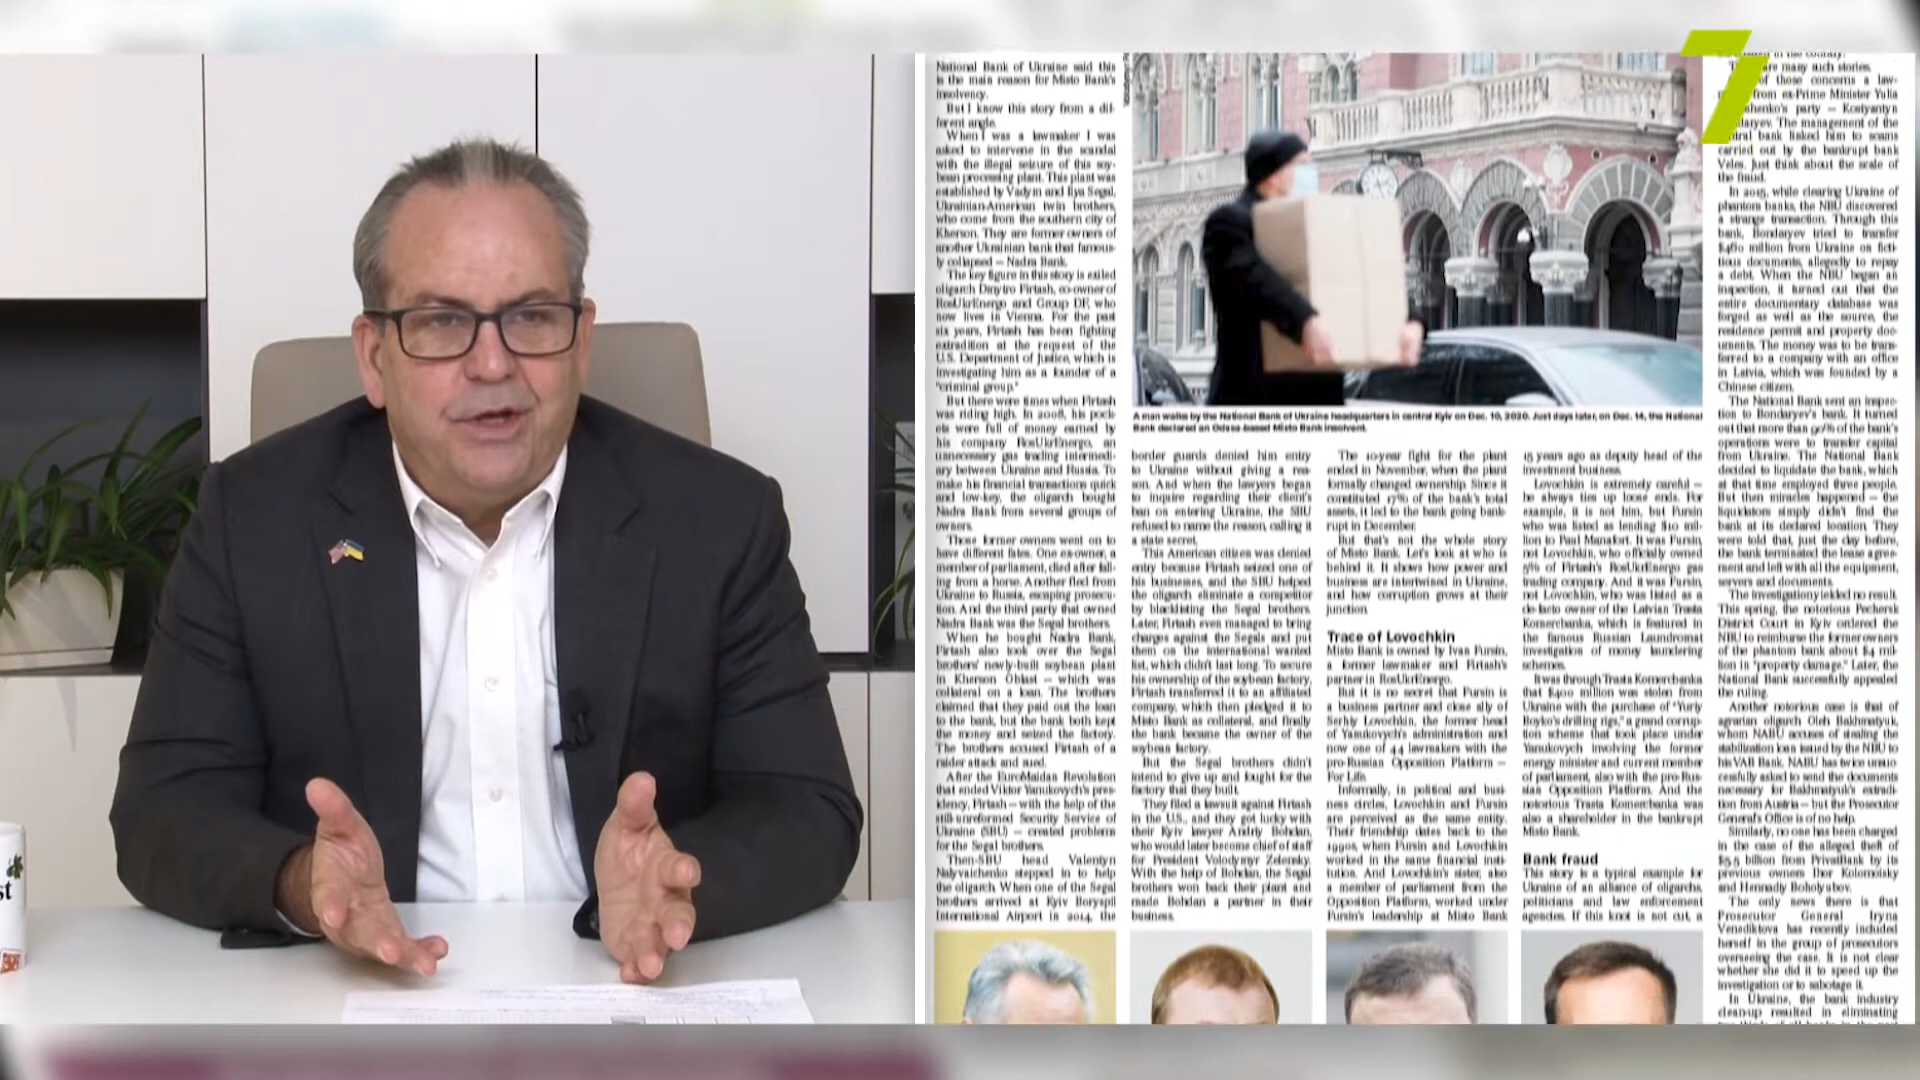 7
st
National Bank of Ukraine said this
is the main reason for Misto Bank's
insolvency.
But I know this story from a dif-
ferent angle.
When I was a lawmaker I was
asked to intervene in the scandal
with the illegal seizure of this soy-
bean processing plant. This plant was
established by Vadym and Ilya Segal,
Ukrainian-American twin brothers,
who come from the southern city of
Kherson. They are former owners of
another Ukrainian bank that famous-
ly collapsed — Nadra Bank.
The key figure in this story is exiled
oligarch Dmytro Firtash, co-owner of
RosUkrEnergo and Group DF, who
now lives in Vienna. For the past
six years, Firtash has been fighting
extradition at the request of the
U.S. Department of Justice, which is
investigating him as a founder of a
"criminal group."
But there were times when Firtash
was riding high. In 2008, his pock-
ets were full of money earned by
his company RosUkrEnergo, an
unnecessary gas trading intermedi-
ary between Ukraine and Russia. To
make his financial transactions quick
and low-key, the oligarch bought
Nadra Bank from several groups of
owners.
Those former owners went on to
have different fates. One ex-owner, a
member of parliament, died after fall-
ing from a horse. Another fled from
Ukraine to Russia, escaping prosecu-
tion. And the third party that owned
Nadra Bank was the Segal brothers.
When he bought Nadra Bank,
Firtash also took over the Segal
brothers' newly-built soybean plant
in Kherson Oblast — which was
collateral on a loan. The brothers
claimed that they paid out the loan
to the bank, but the bank both kept
the money and seized the factory.
The brothers accused Firtash of a
raider attack and sued.
After the EuroMaidan Revolution
that ended Viktor Yanukovych's pres-
idency, Firtash — with the help of the
still-unreformed Security Service of
Ukraine (SBU) — created problems
for the Segal brothers.
Then-SBU head Valentyn
Nalyvaichenko stepped in to help
the oligarch. When one of the Segal
brothers arrived at Kyiv Boryspil
International Airport in 2014, the
A man walks by the National Bank of Ukraine headquarters in central Kyiv on Dec. 10, 2020. Just days later, on Dec. 14, the National
Bank declared an Odesa-based Misto Bank insolvent.
border guards denied him entry
to Ukraine without giving a rea-
son. And when the lawyers began
to inquire regarding their client's
ban on entering Ukraine, the SBU
refused to name the reason, calling it
a state secret.
This American citizen was denied
entry because Firtash seized one of
his businesses, and the SBU helped
the oligarch eliminate a competitor
by blacklisting the Segal brothers.
Later, Firtash even managed to bring
charges against the Segals and put
them on the international wanted
list, which didn't last long. To secure
his ownership of the soybean factory,
Firtash transferred it to an affiliated
company, which then pledged it to
Misto Bank as collateral, and finally
the bank became the owner of the
soybean factory.
But the Segal brothers didn't
intend to give up and fought for the
factory that they built.
They filed a lawsuit against Firtash
in the U.S., and they got lucky with
their Kyiv lawyer Andriy Bohdan,
who would later become chief of staff
for President Volodymyr Zelensky.
With the help of Bohdan, the Segal
brothers won back their plant and
made Bohdan a partner in their
business.
The 10-year fight for the plant
ended in November, when the plant
formally changed ownership. Since it
constituted 17% of the bank's total
assets, it led to the bank going bank-
rupt in December.
But that's not the whole story
of Misto Bank. Let's look at who is
behind it. It shows how power and
business are intertwined in Ukraine,
and how corruption grows at their
junction.
Trace of Lovochkin
Misto Bank is owned by Ivan Fursin,
a former lawmaker and Firtash's
partner in RosUkrEnergo.
But it is no secret that Fursin is
a business partner and close ally of
Serhiy Lovochkin, the former head
of Yanukovych's administration and
now one of 44 lawmakers with the
pro-Russian Opposition Platform —
For Life.
Informally, in political and busi-
ness circles, Lovochkin and Fursin
are perceived as the same entity.
Their friendship dates back to the
1990s, when Fursin and Lovochkin
worked in the same financial insti-
tution. And Lovochkin's sister, also
a member of parliament from the
Opposition Platform, worked under
Fursin's leadership at Misto Bank
15 years ago as deputy head of the
investment business.
Lovochkin is extremely careful —
he always ties up loose ends. For
example, it is not him, but Fursin
who was listed as lending $10 mil-
lion to Paul Manafort. It was Fursin,
not Lovochkin, who officially owned
5% of Firtash's RosUkrEnergo gas
trading company. And it was Fursin,
not Lovochkin, who was listed as a
de-facto owner of the Latvian Trasta
Komercbanka, which is featured in
the famous Russian Laundromat
investigation of money laundering
schemes.
It was through Trasta Komercbanka
that $400 million was stolen from
Ukraine with the purchase of "Yuriy
Boyko's drilling rigs," a grand corrup-
tion scheme that took place under
Yanukovych involving the former
energy minister and current member
of parliament, also with the pro-Rus-
sian Opposition Platform. And the
notorious Trasta Komercbanka was
also a shareholder in the bankrupt
Misto Bank.
Bank fraud
This story is a typical example for
Ukraine of an alliance of oligarchs,
politicians and law enforcement
agencies. If this knot is not cut, a
in the country.
are many such stories.
of those concerns a law-
from ex-Prime Minister Yulia
party — Kostyantyn
The management of the
bank linked him to scams
carried out by the bankrupt bank
Veles. Just think about the scale of
the fraud.
In 2015, while clearing Ukraine of
phantom banks, the NBU discovered
a strange transaction. Through this
bank, Bondaryev tried to transfer
$460 million from Ukraine on ficti-
tious documents, allegedly to repay
a debt. When the NBU began an
inspection, it turned out that the
entire documentary database was
forged as well as the source, the
residence permit and property doc-
uments. The money was to be trans-
ferred to a company with an office
in Latvia, which was founded by a
Chinese citizen.
The National Bank sent an inspec-
tion to Bondaryev's bank. It turned
out that more than 90% of the bank's
operations were to transfer capital
from Ukraine. The National Bank
decided to liquidate the bank, which
at that time employed three people.
But then miracles happened — the
liquidators simply didn't find the
bank at its declared location. They
were told that, just the day before,
the bank terminated the lease agree-
ment and left with all the equipment,
servers and documents.
The investigation yielded no result.
This spring, the notorious Pechersk
District Court in Kyiv ordered the
NBU to reimburse the former owners
of the phantom bank about $4 mil-
lion in "property damage." Later, the
National Bank successfully appealed
the ruling.
Another notorious case is that of
agrarian oligarch Oleh Bakhmatyuk,
whom NABU accuses of stealing the
stabilization loan issued by the NBU to
his VAB Bank. NABU has twice unsuc-
cessfully asked to send the documents
necessary for Bakhmatyuk's extradi-
tion from Austria — but the Prosecutor
General's Office is of no help.
Similarly, no one has been charged
in the case of the alleged theft of
$5.5 billion from PrivatBank by its
previous owners Ihor Kolomoisky
and Hennadiy Boholyubov.
The only news there is that
Prosecutor General Iryna
Venediktova has recently included
herself in the group of prosecutors
overseeing the case. It is not clear
whether she did it to speed up the
investigation or to sabotage it.
In Ukraine, the bank industry
clean-up resulted in eliminating